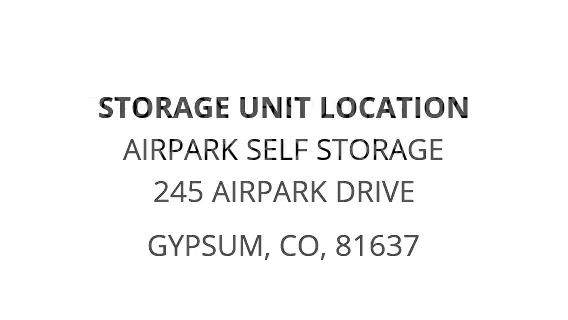 STORAGE UNIT LOCATION
AIRPARK SELF STORAGE
245 AIRPARK DRIVE
GYPSUM, CO, 81637